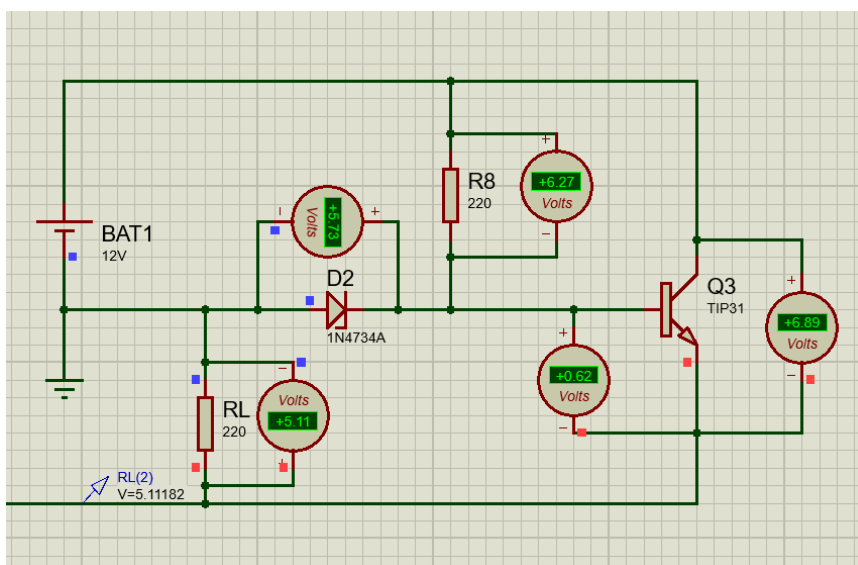 +
+6.27
Volts
−
R8
220
−
+5.73
Volts
+
BAT1
12V
D2
1N4734A
Q3
TIP31
+
+6.89
Volts
−
+
+0.62
Volts
−
RL
220
−
Volts
+5.11
+
RL(2)
V=5.11182